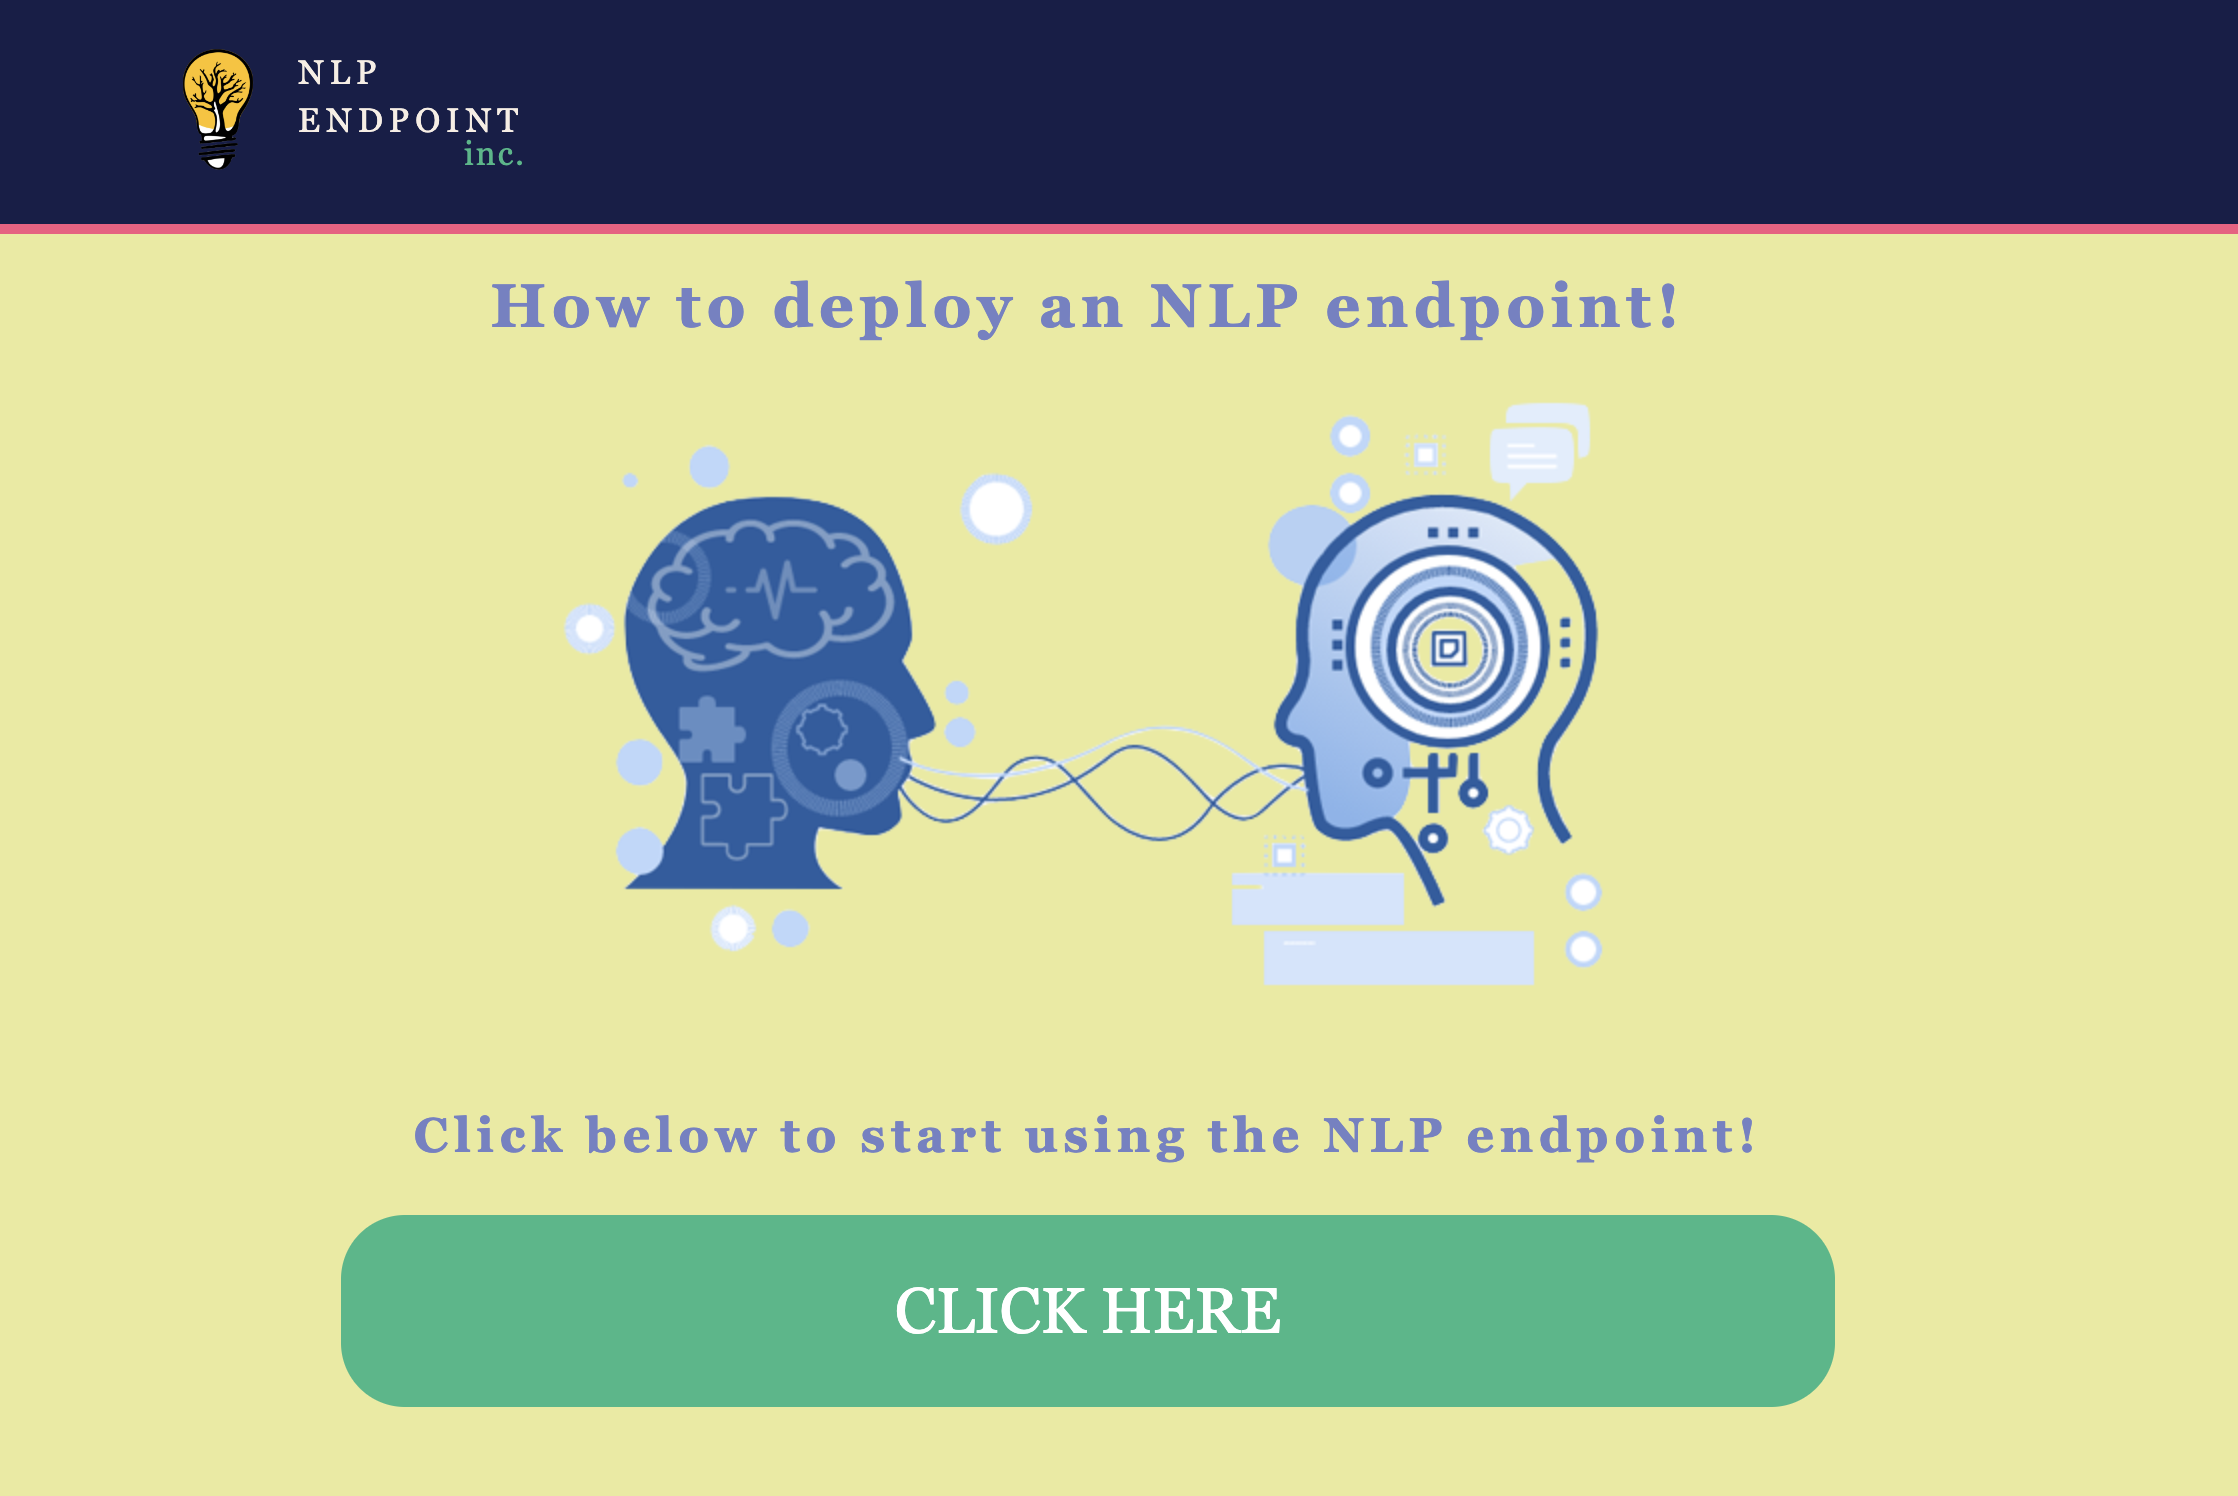 NLP
ENDPOINT
inc.
How to deploy an NLP endpoint!
Click below to start using the NLP endpoint!
CLICK HERE